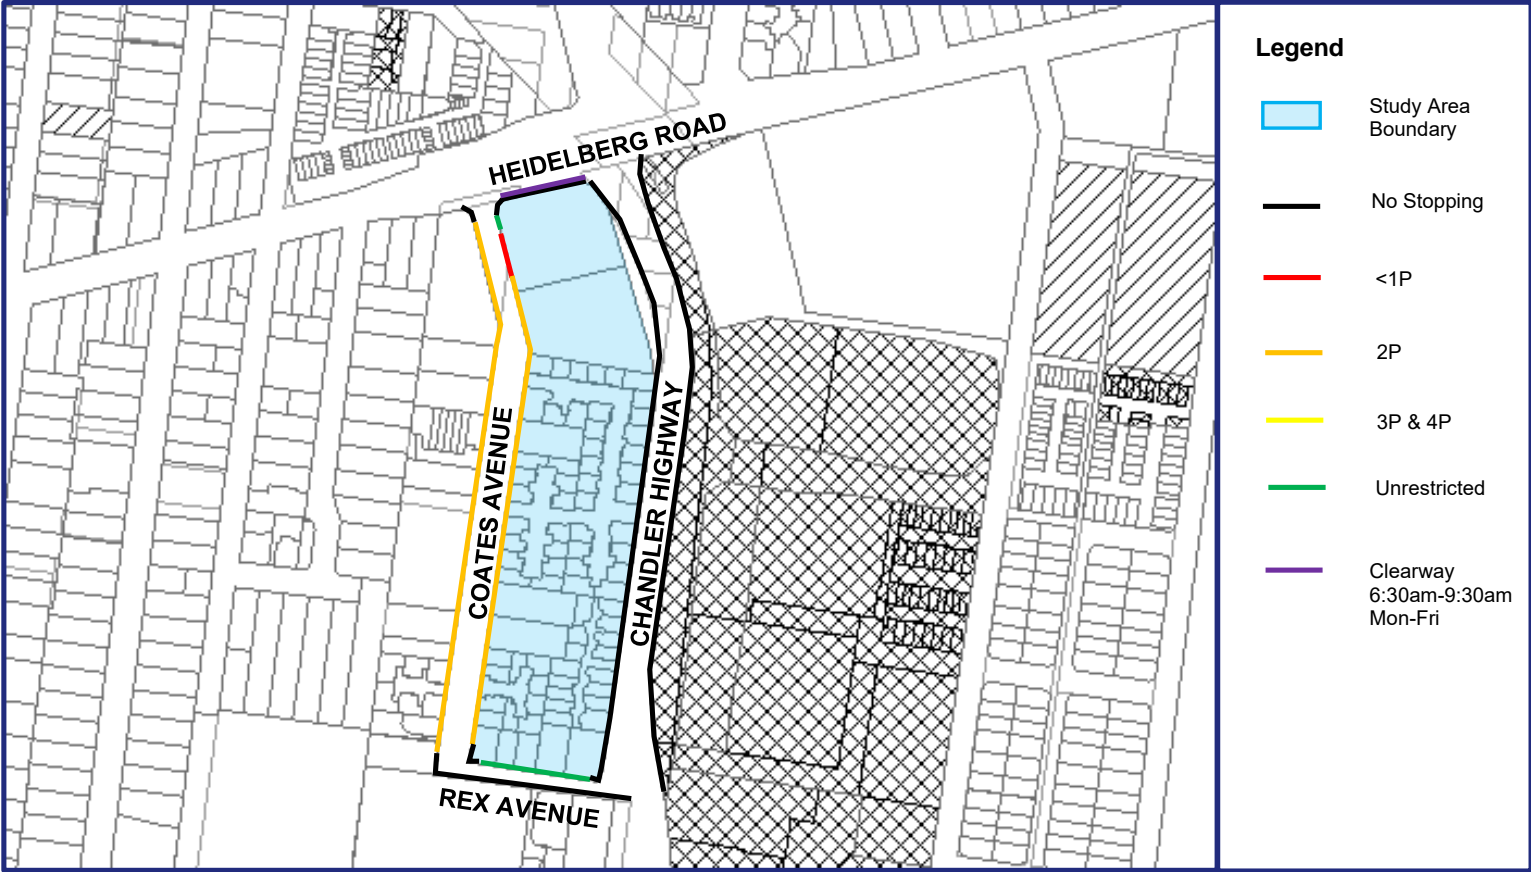 HEIDELBERG ROAD
COATES AVENUE
CHANDLER HIGHWAY
REX AVENUE
Legend
Study Area
Boundary
No Stopping
<1P
2P
3P & 4P
Unrestricted
Clearway
6:30am-9:30am
Mon-Fri